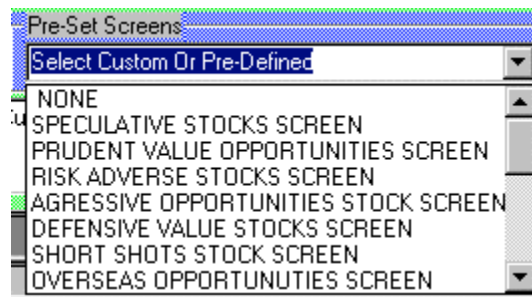 Pre-Set Screens
Select Custom Or Pre-Defined
NONE
SPECULATIVE STOCKS SCREEN
PRUDENT VALUE OPPORTUNITIES SCREEN
RISK ADVERSE STOCKS SCREEN
AGRESSIVE OPPORTUNITIES STOCK SCREEN
DEFENSIVE VALUE STOCKS SCREEN
SHORT SHOTS STOCK SCREEN
OVERSEAS OPPORTUNUTIES SCREEN